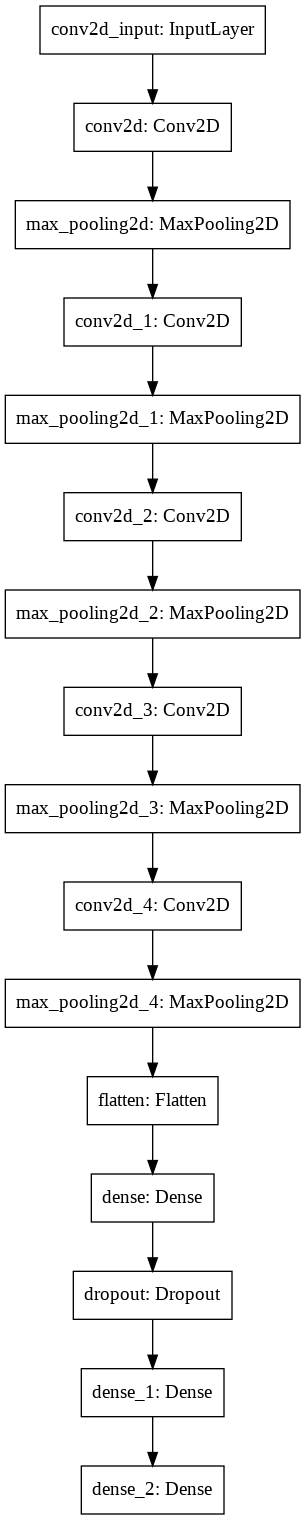 conv2d_input: InputLayer
conv2d: Conv2D
max_pooling2d: MaxPooling2D
conv2d_1: Conv2D
max_pooling2d_1: MaxPooling2D
conv2d_2: Conv2D
max_pooling2d_2: MaxPooling2D
conv2d_3: Conv2D
max_pooling2d_3: MaxPooling2D
conv2d_4: Conv2D
max_pooling2d_4: MaxPooling2D
flatten: Flatten
dense: Dense
dropout: Dropout
dense_1: Dense
dense_2: Dense